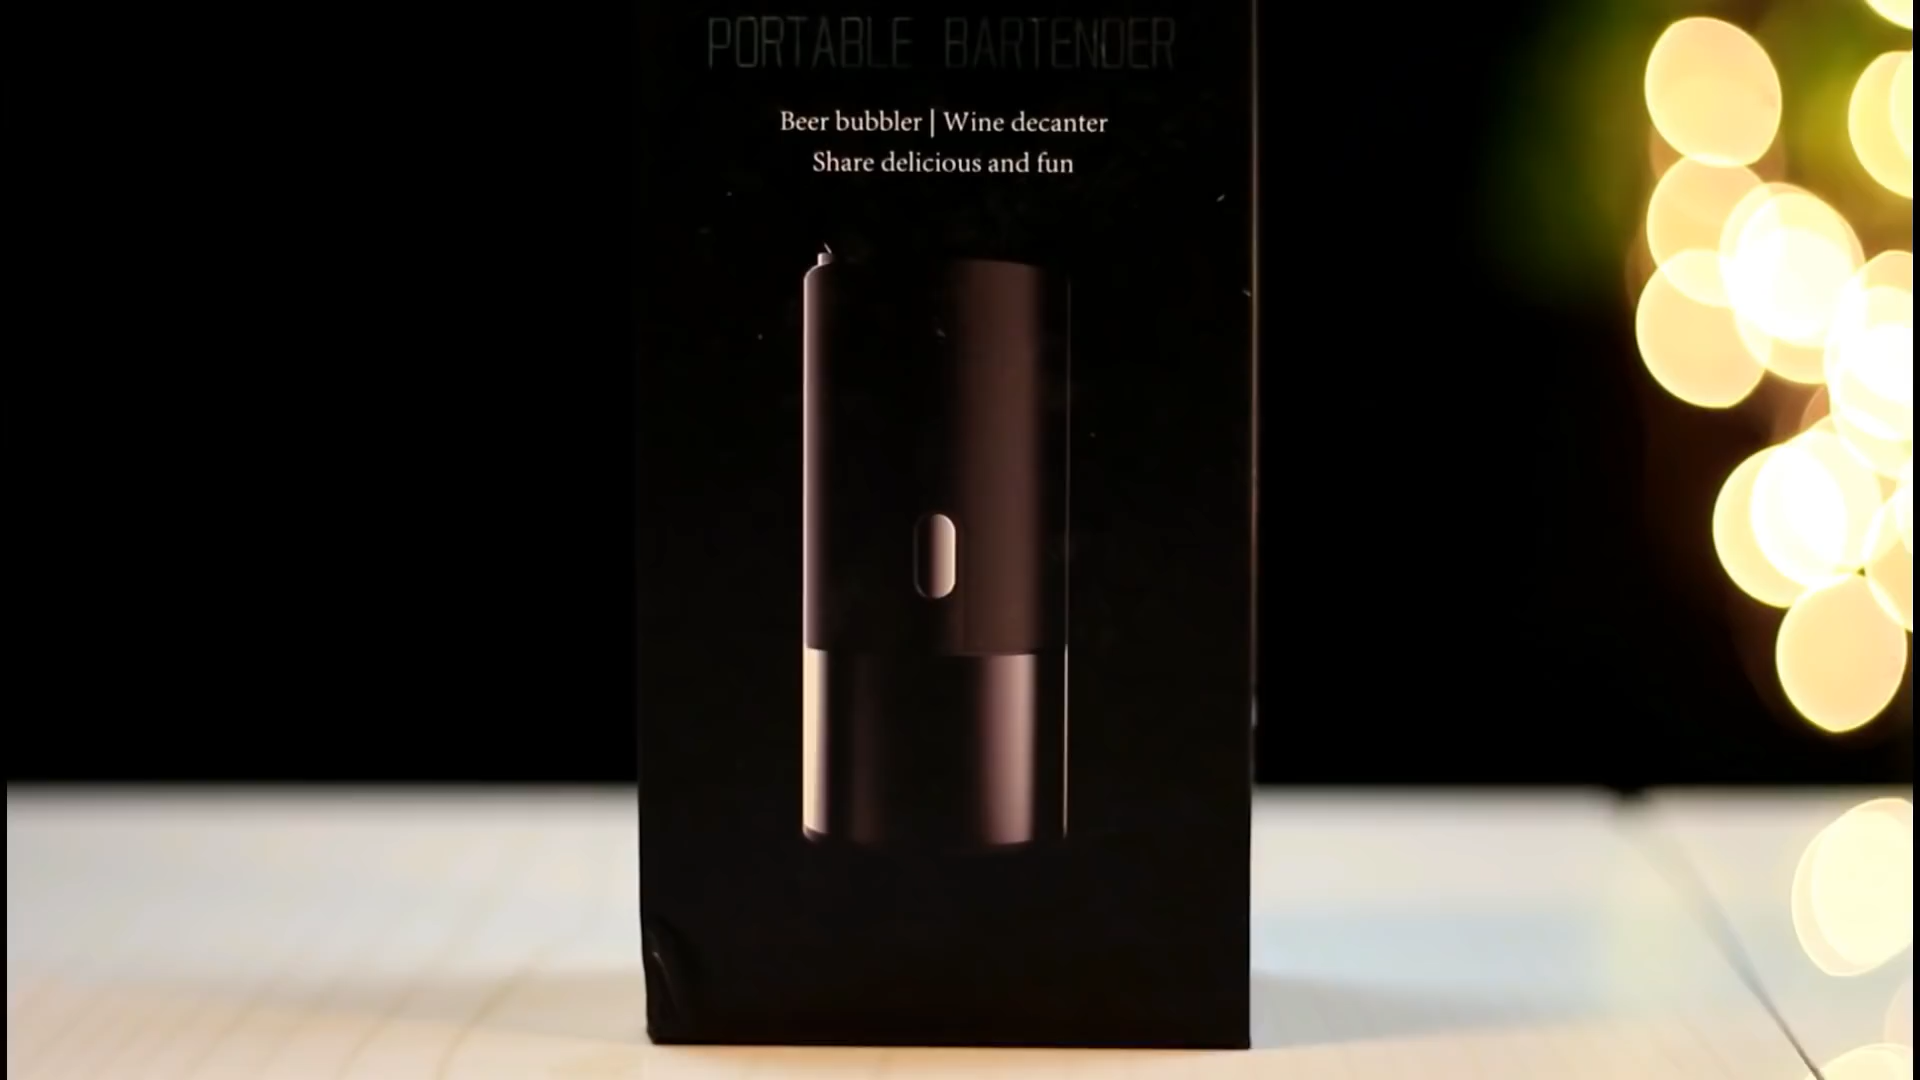 PORTABLE BARTENDER
Beer bubbler | Wine decanter
Share delicious and fun